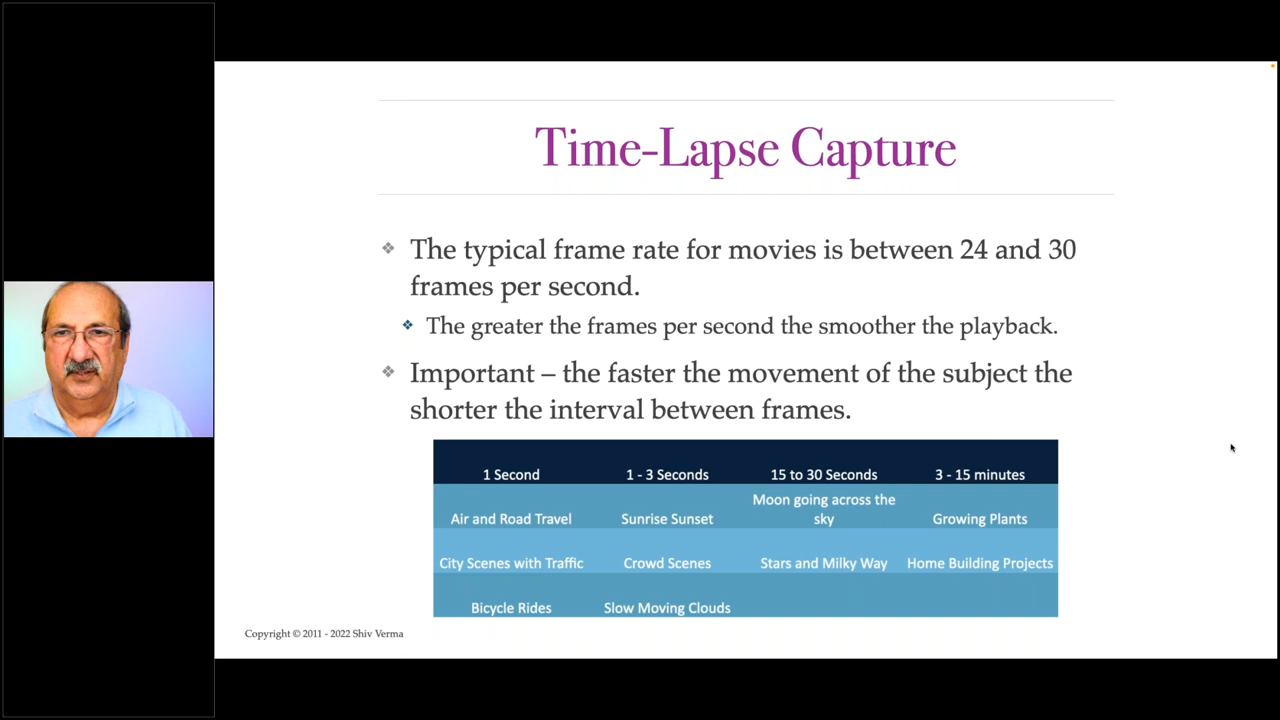 Time-Lapse Capture
❖ The typical frame rate for movies is between 24 and 30
frames per second.
❖ The greater the frames per second the smoother the playback.
❖ Important – the faster the movement of the subject the
shorter the interval between frames.
1 Second 1 - 3 Seconds 15 to 30 Seconds 3 - 15 minutes
Air and Road Travel Sunrise Sunset Moon going across the sky Growing Plants
City Scenes with Traffic Crowd Scenes Stars and Milky Way Home Building Projects
Bicycle Rides Slow Moving Clouds
Copyright © 2011 - 2022 Shiv Verma